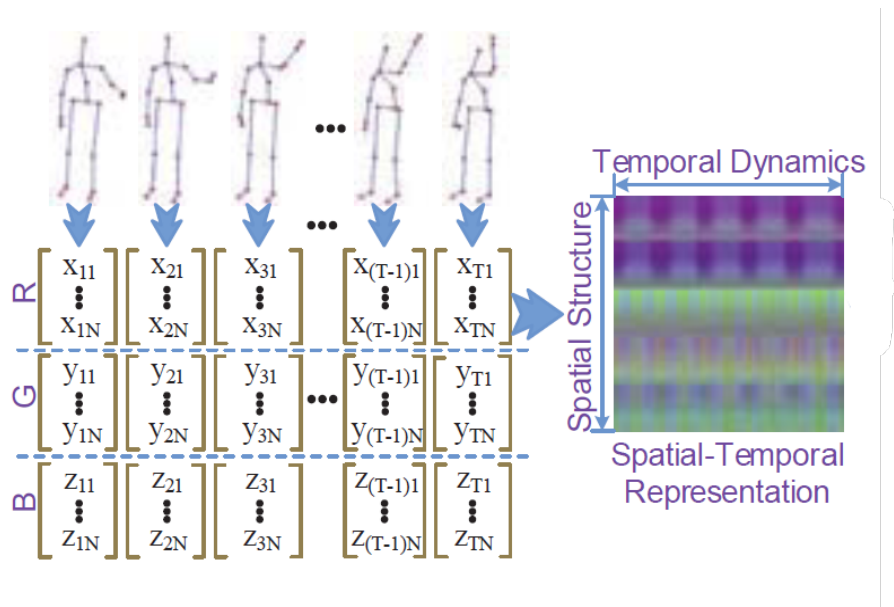 Temporal Dynamics
Spatial Structure
R
x11 x21 x31 x(T-1)1 xT1
x1N x2N x3N x(T-1)N xTN
G
y11 y21 y31 y(T-1)1 yT1
y1N y2N y3N y(T-1)N yTN
B
z11 z21 z31 z(T-1)1 zT1
z1N z2N z3N z(T-1)N zTN
Spatial-Temporal
Representation